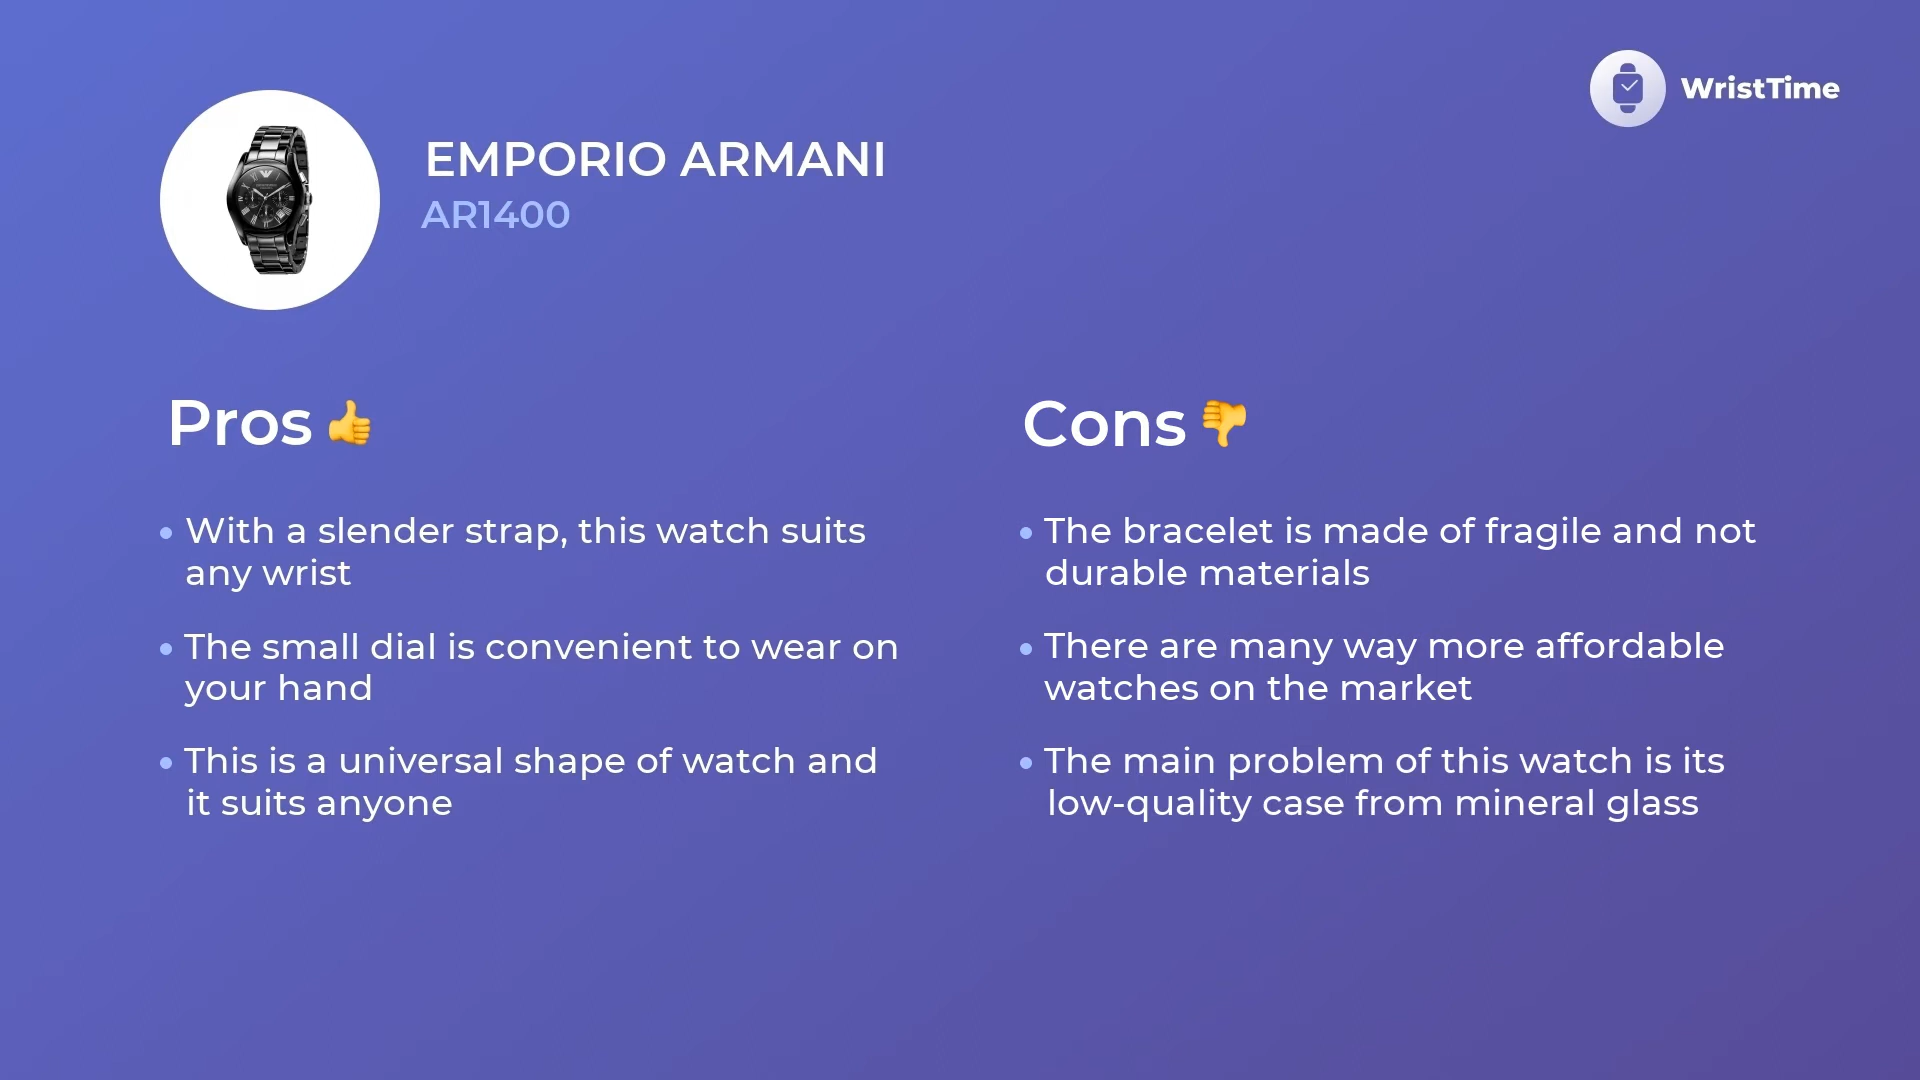 WristTime
EMPORIO ARMANI
AR1400
Pros
With a slender strap, this watch suits
any wrist
The small dial is convenient to wear on
your hand
This is a universal shape of watch and
it suits anyone
Cons
The bracelet is made of fragile and not
durable materials
There are many way more affordable
watches on the market
The main problem of this watch is its
low-quality case from mineral glass